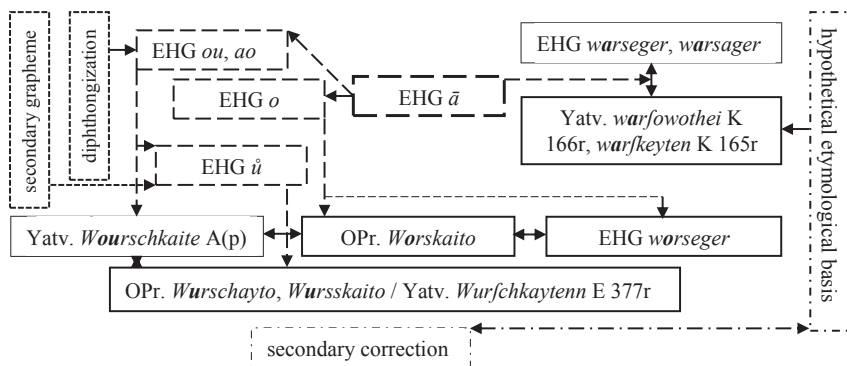 secondary grapheme
diphthongization
EHG ou, ao
EHG o
EHG ā
EHG warseger, warsager
Yatv. warſowothei K
166r, warſkeyten K 165r
hypothetical etymological
basis
EHG ů
Yatv. Wourschkaite A(p)
OPr. Worskaito
EHG worseger
OPr. Wurschayto, Wursskaito / Yatv. Wurſchkaytenn E 377r
secondary correction